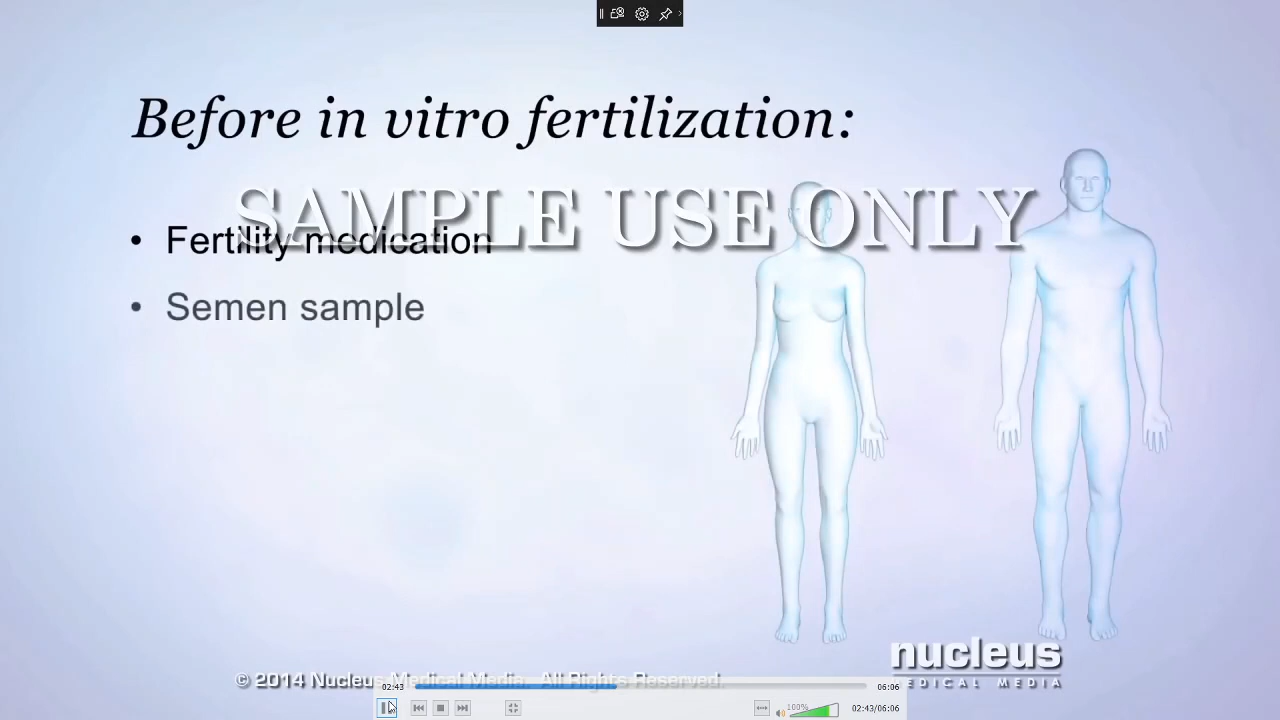 Before in vitro fertilization:
SAMPLE USE ONLY
• Fertility medication
• Semen sample
nucleus
MEDICAL MEDIA
© 2014 Nucleus Medical Media. All Rights Reserved.
02:43
06:06
100%
02:43/06:06